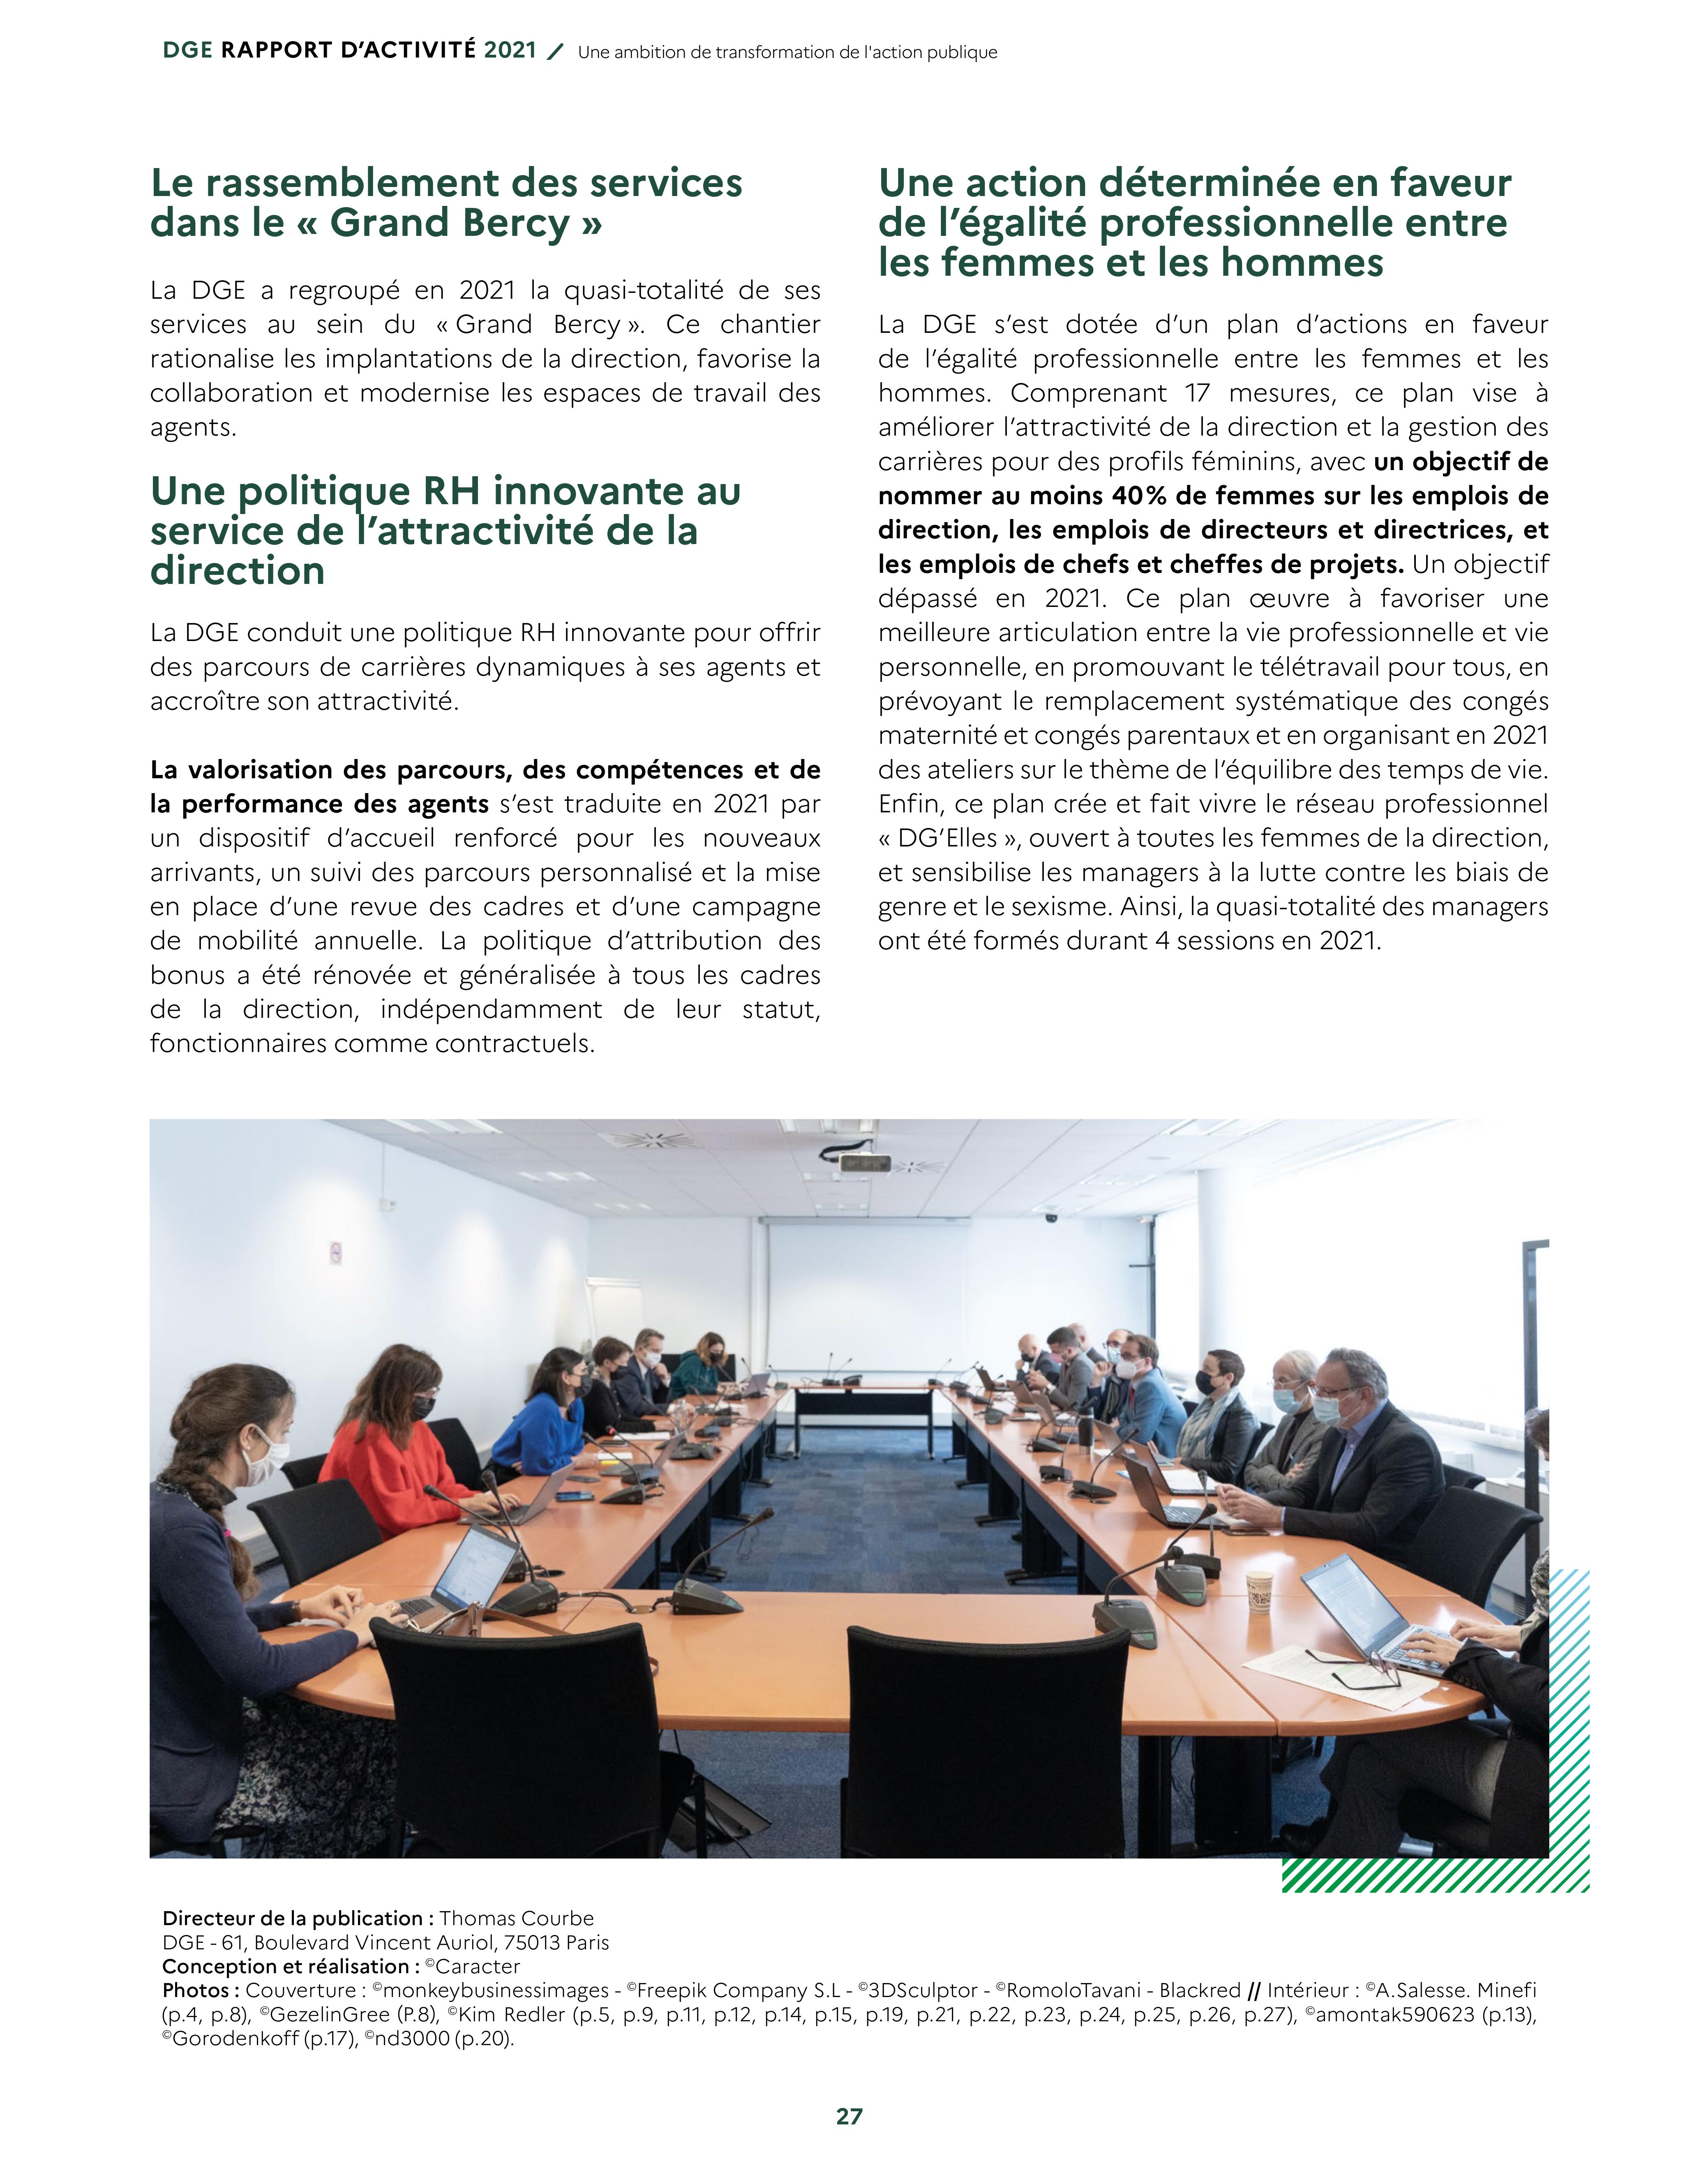 DGE RAPPORT D’ACTIVITÉ 2021 / Une ambition de transformation de l'action publique
Le rassemblement des services
dans le « Grand Bercy »
La DGE a regroupé en 2021 la quasi-totalité de ses
services au sein du « Grand Bercy ». Ce chantier
rationalise les implantations de la direction, favorise la
collaboration et modernise les espaces de travail des
agents.
Une politique RH innovante au
service de l’attractivité de la
direction
La DGE conduit une politique RH innovante pour offrir
des parcours de carrières dynamiques à ses agents et
accroître son attractivité.
La valorisation des parcours, des compétences et de
la performance des agents s’est traduite en 2021 par
un dispositif d’accueil renforcé pour les nouveaux
arrivants, un suivi des parcours personnalisé et la mise
en place d’une revue des cadres et d’une campagne
de mobilité annuelle. La politique d’attribution des
bonus a été rénovée et généralisée à tous les cadres
de la direction, indépendamment de leur statut,
fonctionnaires comme contractuels.
Une action déterminée en faveur
de l’égalité professionnelle entre
les femmes et les hommes
La DGE s’est dotée d’un plan d’actions en faveur
de l’égalité professionnelle entre les femmes et les
hommes. Comprenant 17 mesures, ce plan vise à
améliorer l’attractivité de la direction et la gestion des
carrières pour des profils féminins, avec un objectif de
nommer au moins 40% de femmes sur les emplois de
direction, les emplois de directeurs et directrices, et
les emplois de chefs et cheffes de projets. Un objectif
dépassé en 2021. Ce plan œuvre à favoriser une
meilleure articulation entre la vie professionnelle et vie
personnelle, en promouvant le télétravail pour tous, en
prévoyant le remplacement systématique des congés
maternité et congés parentaux et en organisant en 2021
des ateliers sur le thème de l’équilibre des temps de vie.
Enfin, ce plan crée et fait vivre le réseau professionnel
« DG’Elles », ouvert à toutes les femmes de la direction,
et sensibilise les managers à la lutte contre les biais de
genre et le sexisme. Ainsi, la quasi-totalité des managers
ont été formés durant 4 sessions en 2021.
Directeur de la publication : Thomas Courbe
DGE - 61, Boulevard Vincent Auriol, 75013 Paris
Conception et réalisation : ©Caracter
Photos : Couverture : ©monkeybusinessimages - ©Freepik Company S.L - ©3DSculptor - ©RomoloTavani - Blackred // Intérieur : ©A.Salesse. Minefi
(p.4, p.8), ©GezelinGree (P.8), ©Kim Redler (p.5, p.9, p.11, p.12, p.14, p.15, p.19, p.21, p.22, p.23, p.24, p.25, p.26, p.27), ©amontak590623 (p.13),
©Gorodenkoff (p.17), ©nd3000 (p.20).
27